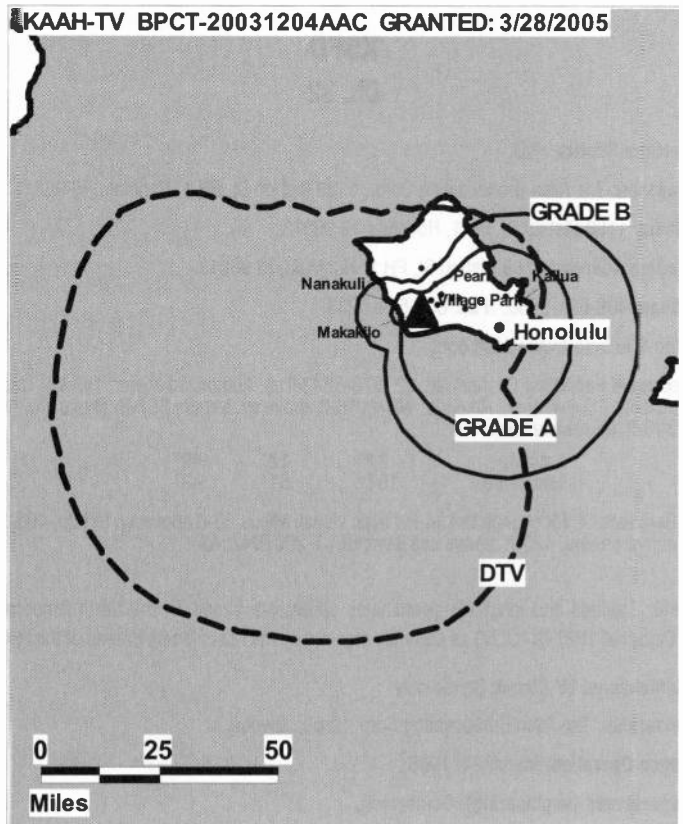 KAAH-TV BPCT-20031204AAC GRANTED: 3/28/2005
GRADE B
Pearl
Kailua
Nanakuli
Village Park
Makakilo
Honolulu
GRADE A
DTV
0 25 50
Miles